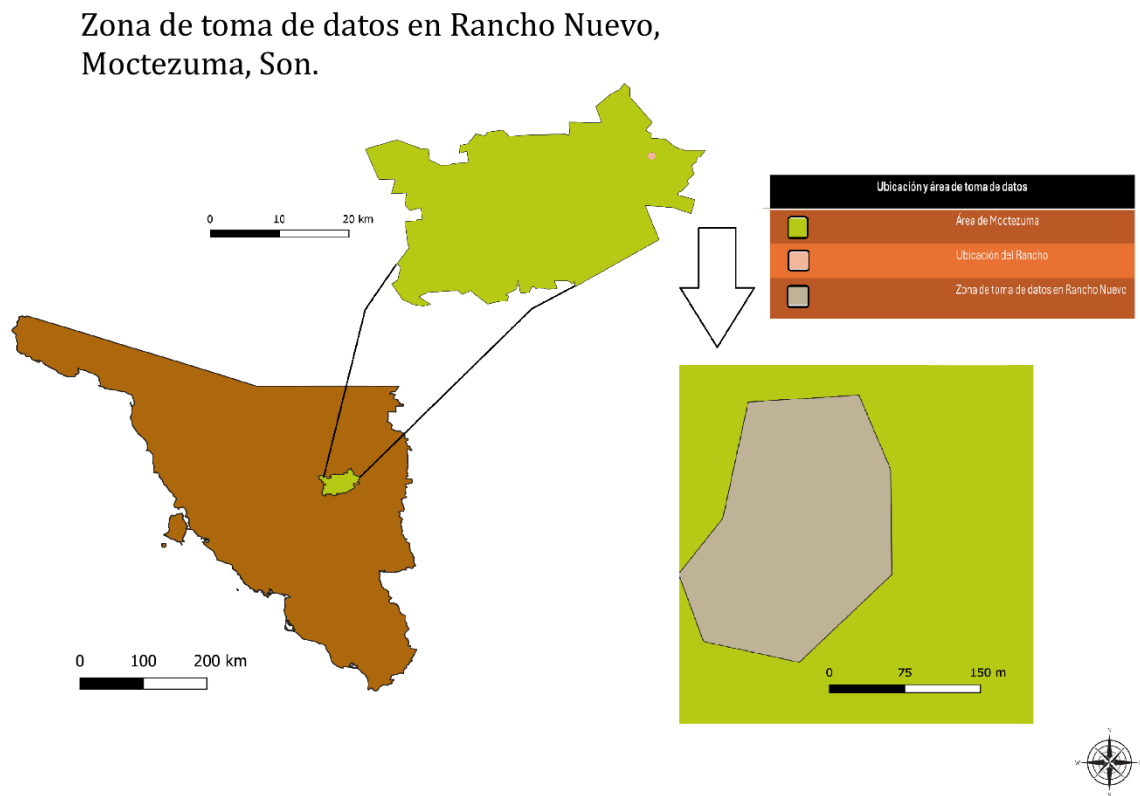 Zona de toma de datos en Rancho Nuevo,
Moctezuma, Son.
0 10 20 km
Ubicación y área de toma de datos
Área de Moctezuma
Ubicación del Rancho
Zona de toma de datos en Rancho Nuevo
0 100 200 km
0 75 150 m
N
W
S